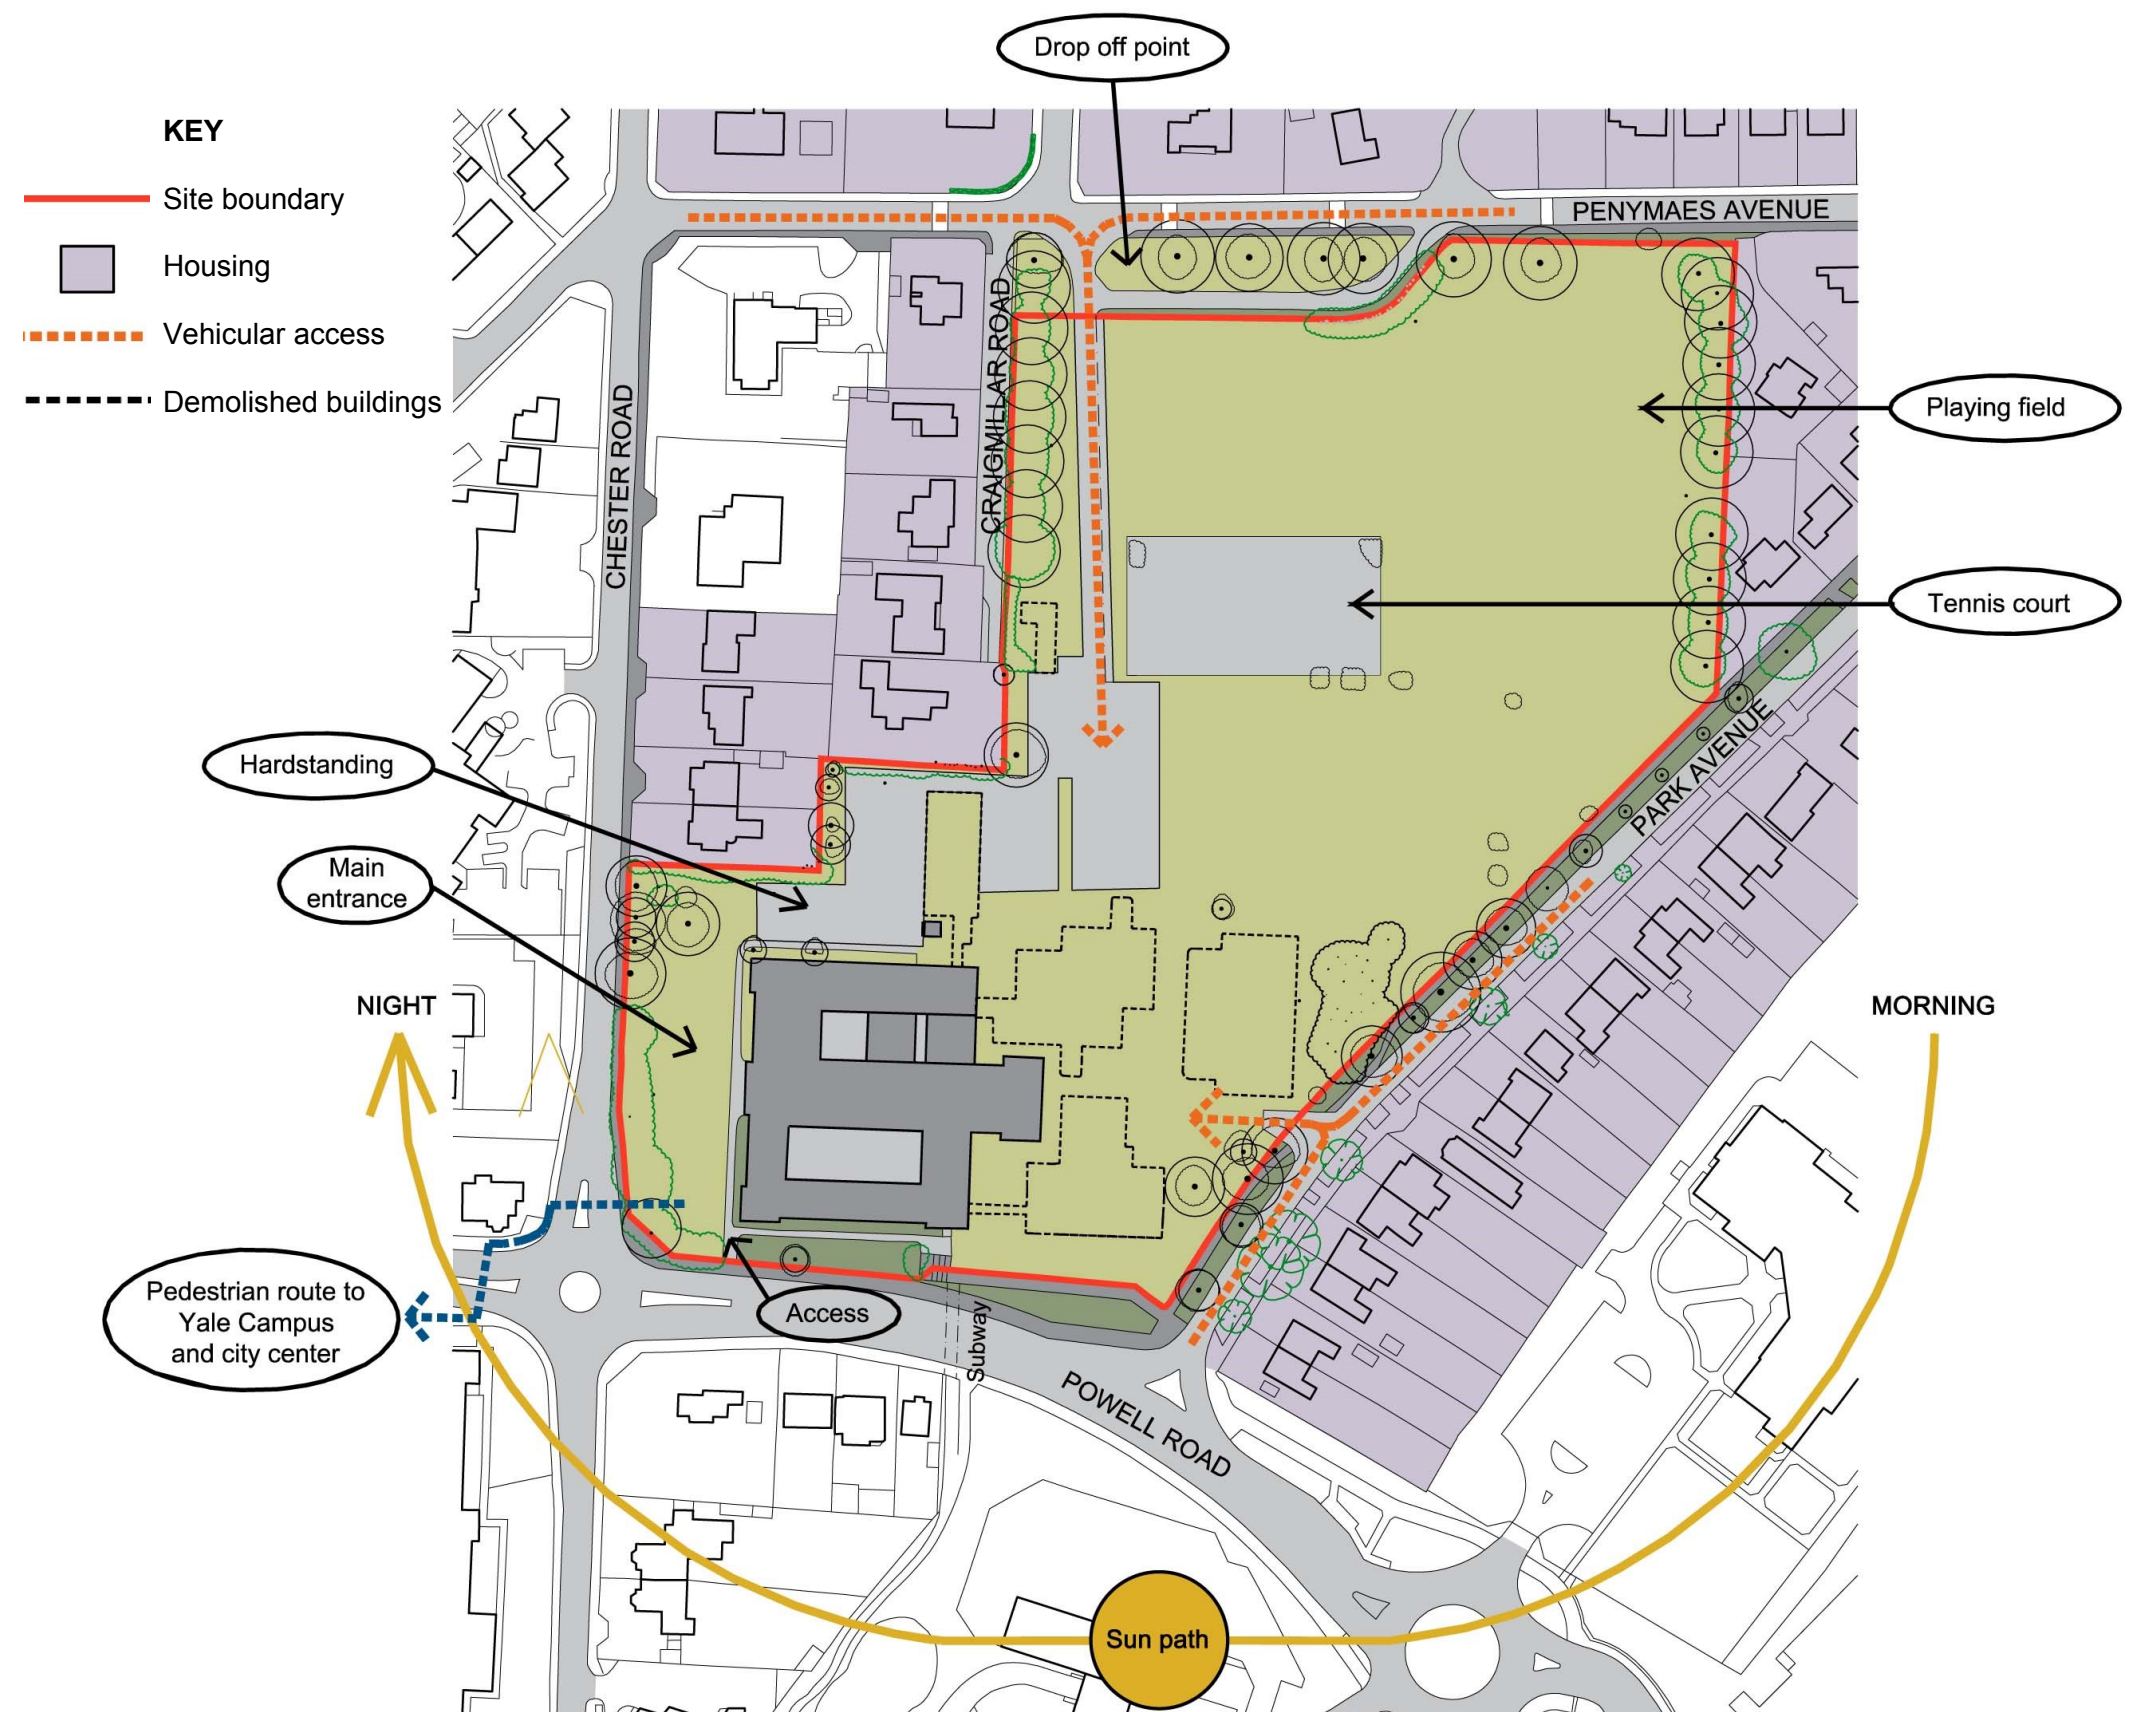 Drop off point
KEY
Site boundary
Housing
Vehicular access
Demolished buildings
PENYMAES AVENUE
CRAIGMILLAR ROAD
CHESTER ROAD
Playing field
Tennis court
PARK AVENUE
Hardstanding
Main
entrance
NIGHT
MORNING
Pedestrian route to
Yale Campus
and city center
Access
Subway
POWELL ROAD
Sun path